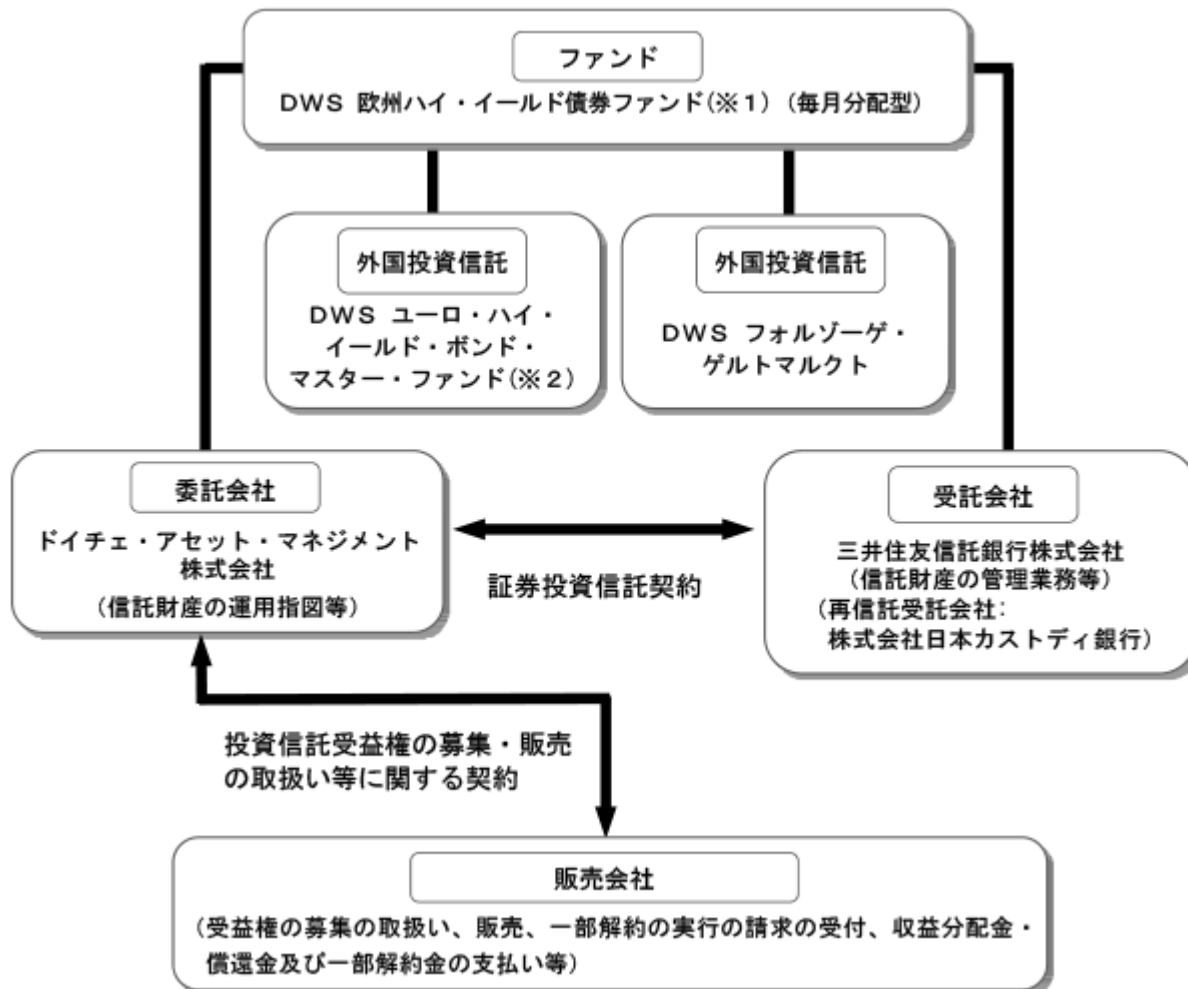 ファンド
DWS 欧州ハイ・イールド債券ファンド(※1)(毎月分配型)
外国投資信託
DWS ユーロ・ハイ・
イールド・ボンド・
マスター・ファンド(※2)
外国投資信託
DWS フォルゾーゲ・
ゲルトマルクト
委託会社
ドイチェ・アセット・マネジメント
株式会社
(信託財産の運用指図等)
証券投資信託契約
受託会社
三井住友信託銀行株式会社
(信託財産の管理業務等)
(再信託受託会社:
株式会社日本カストディ銀行)
投資信託受益権の募集・販売
の取扱い等に関する契約
販売会社
(受益権の募集の取扱い、販売、一部解約の実行の請求の受付、収益分配金・
償還金及び一部解約金の支払い等)